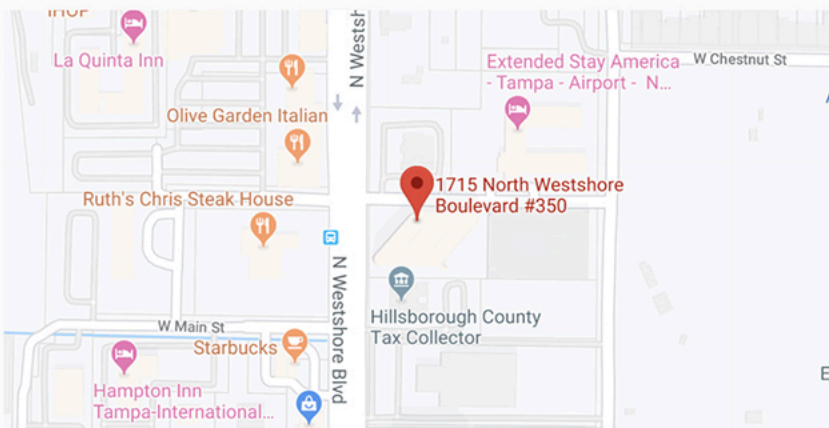 IHOP
La Quinta Inn
N Westsh
Extended Stay America
- Tampa - Airport - N...
W Chestnut St
Olive Garden Italian
1715 North Westshore
Boulevard #350
Ruth's Chris Steak House
N Westshore Blvd
Hillsborough County
Tax Collector
W Main St
Starbucks
Hampton Inn
Tampa-International...
E